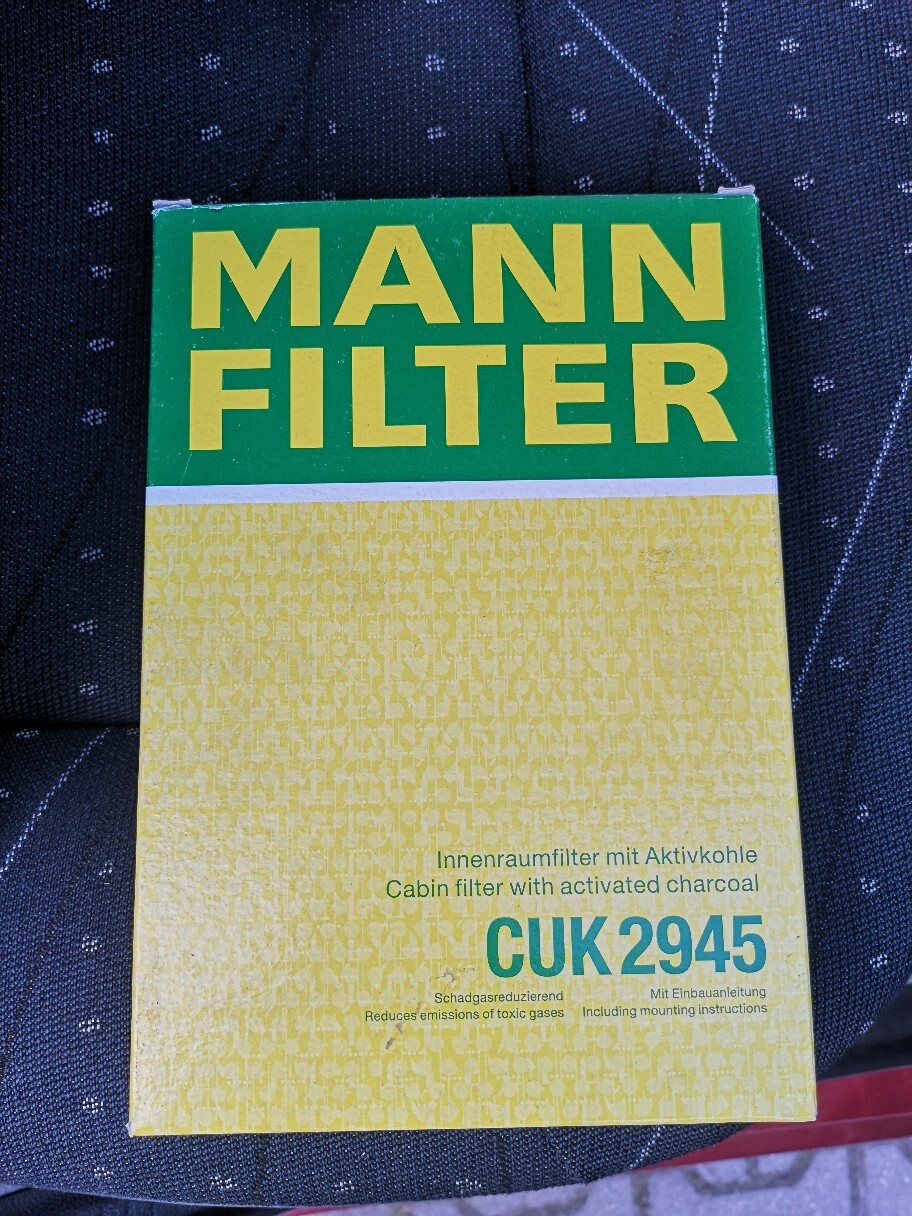 MANN
FILTER
Innenraumfilter mit Aktivkohle
Cabin filter with activated charcoal
CUK 2945
Schadgasreduzierend
Reduces emissions of toxic gases
Mit Einbauanleitung
Including mounting instructions